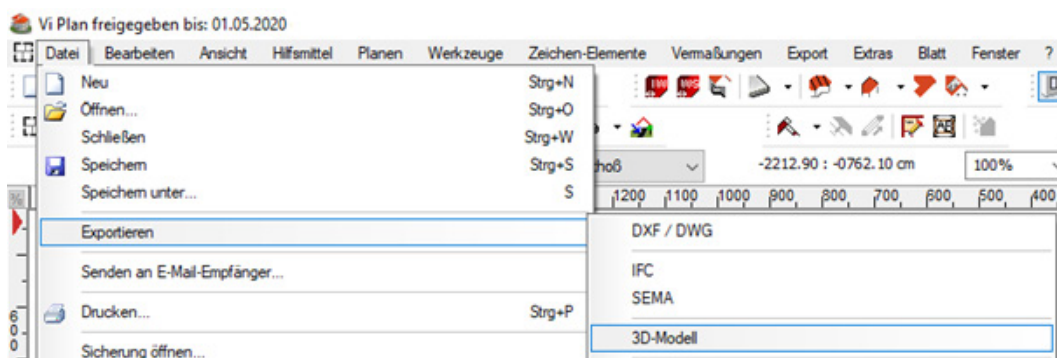 Vi Plan freigegeben bis: 01.05.2020
Datei Bearbeiten Ansicht Hilfsmittel Planen Werkzeuge Zeichen-Elemente Vermaßungen Export Extras Blatt Fenster ?
Neu Strg+N
Öffnen... Strg+O
Schließen Strg+W
Speichern Strg+S
choß -2212.90 : -0762.10 cm 100%
Speichern unter... S
% 1200 1100 1000 900 800 700 600 500 400
Exportieren
DXF / DWG
Senden an E-Mail-Empfänger...
IFC
SEMA
Drucken... Strg+P
600
3D-Modell
Sicherung öffnen...